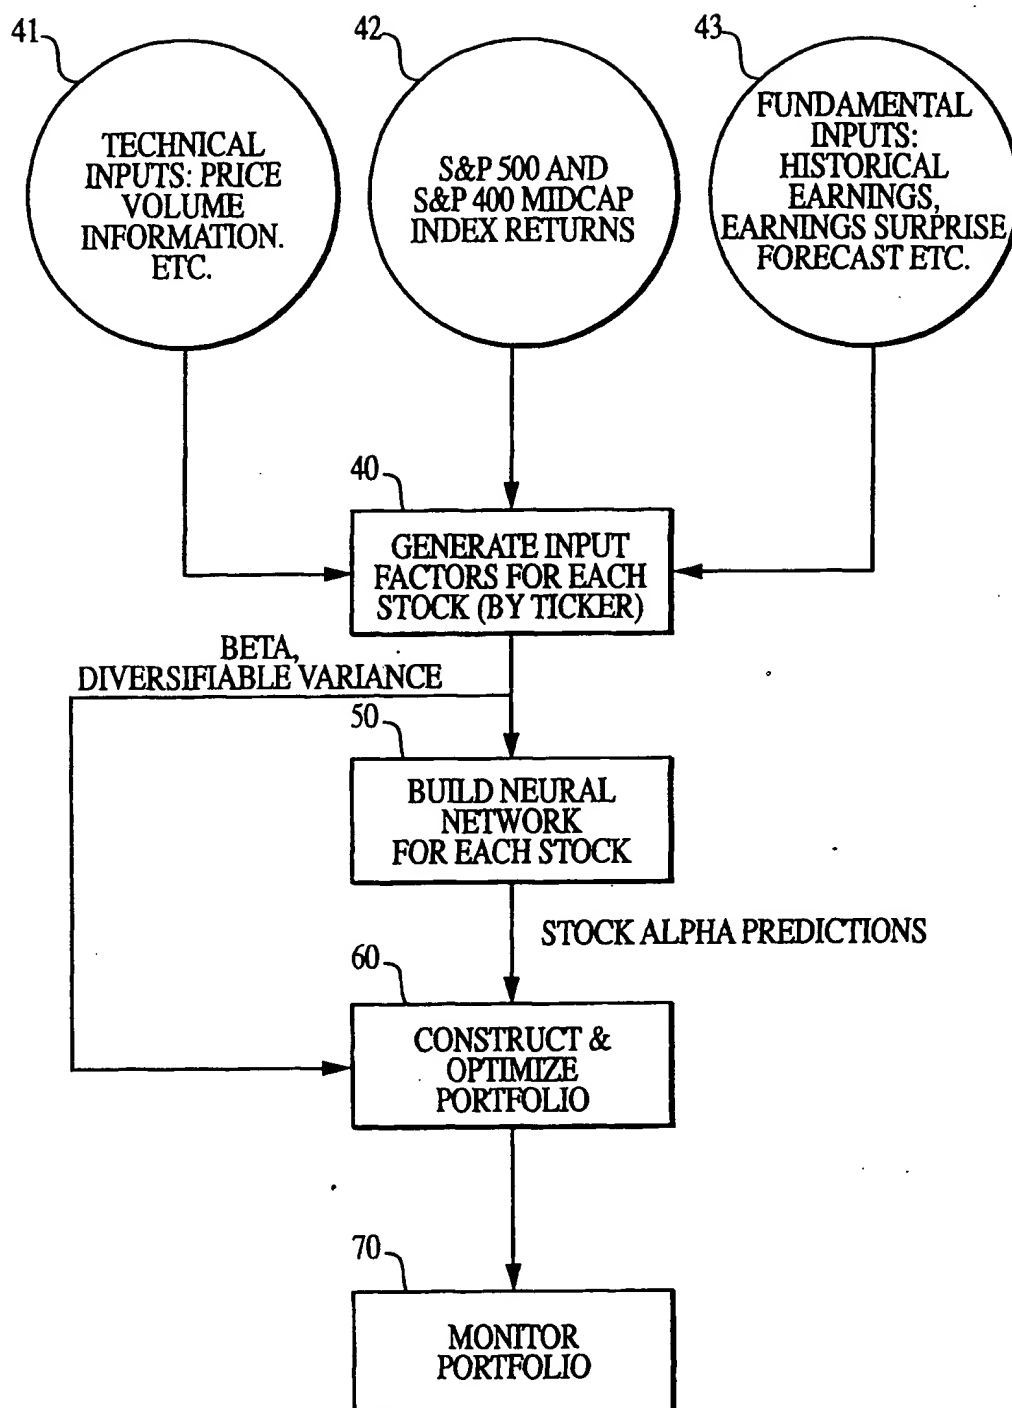 41
TECHNICAL
INPUTS: PRICE
VOLUME
INFORMATION.
ETC.
42
S&P 500 AND
S&P 400 MIDCAP
INDEX RETURNS
43
FUNDAMENTAL
INPUTS:
HISTORICAL
EARNINGS,
EARNINGS SURPRISE
FORECAST ETC.
40
GENERATE INPUT
FACTORS FOR EACH
STOCK (BY TICKER)
BETA,
DIVERSIFIABLE VARIANCE
50
BUILD NEURAL
NETWORK
FOR EACH STOCK
STOCK ALPHA PREDICTIONS
60
CONSTRUCT &
OPTIMIZE
PORTFOLIO
70
MONITOR
PORTFOLIO